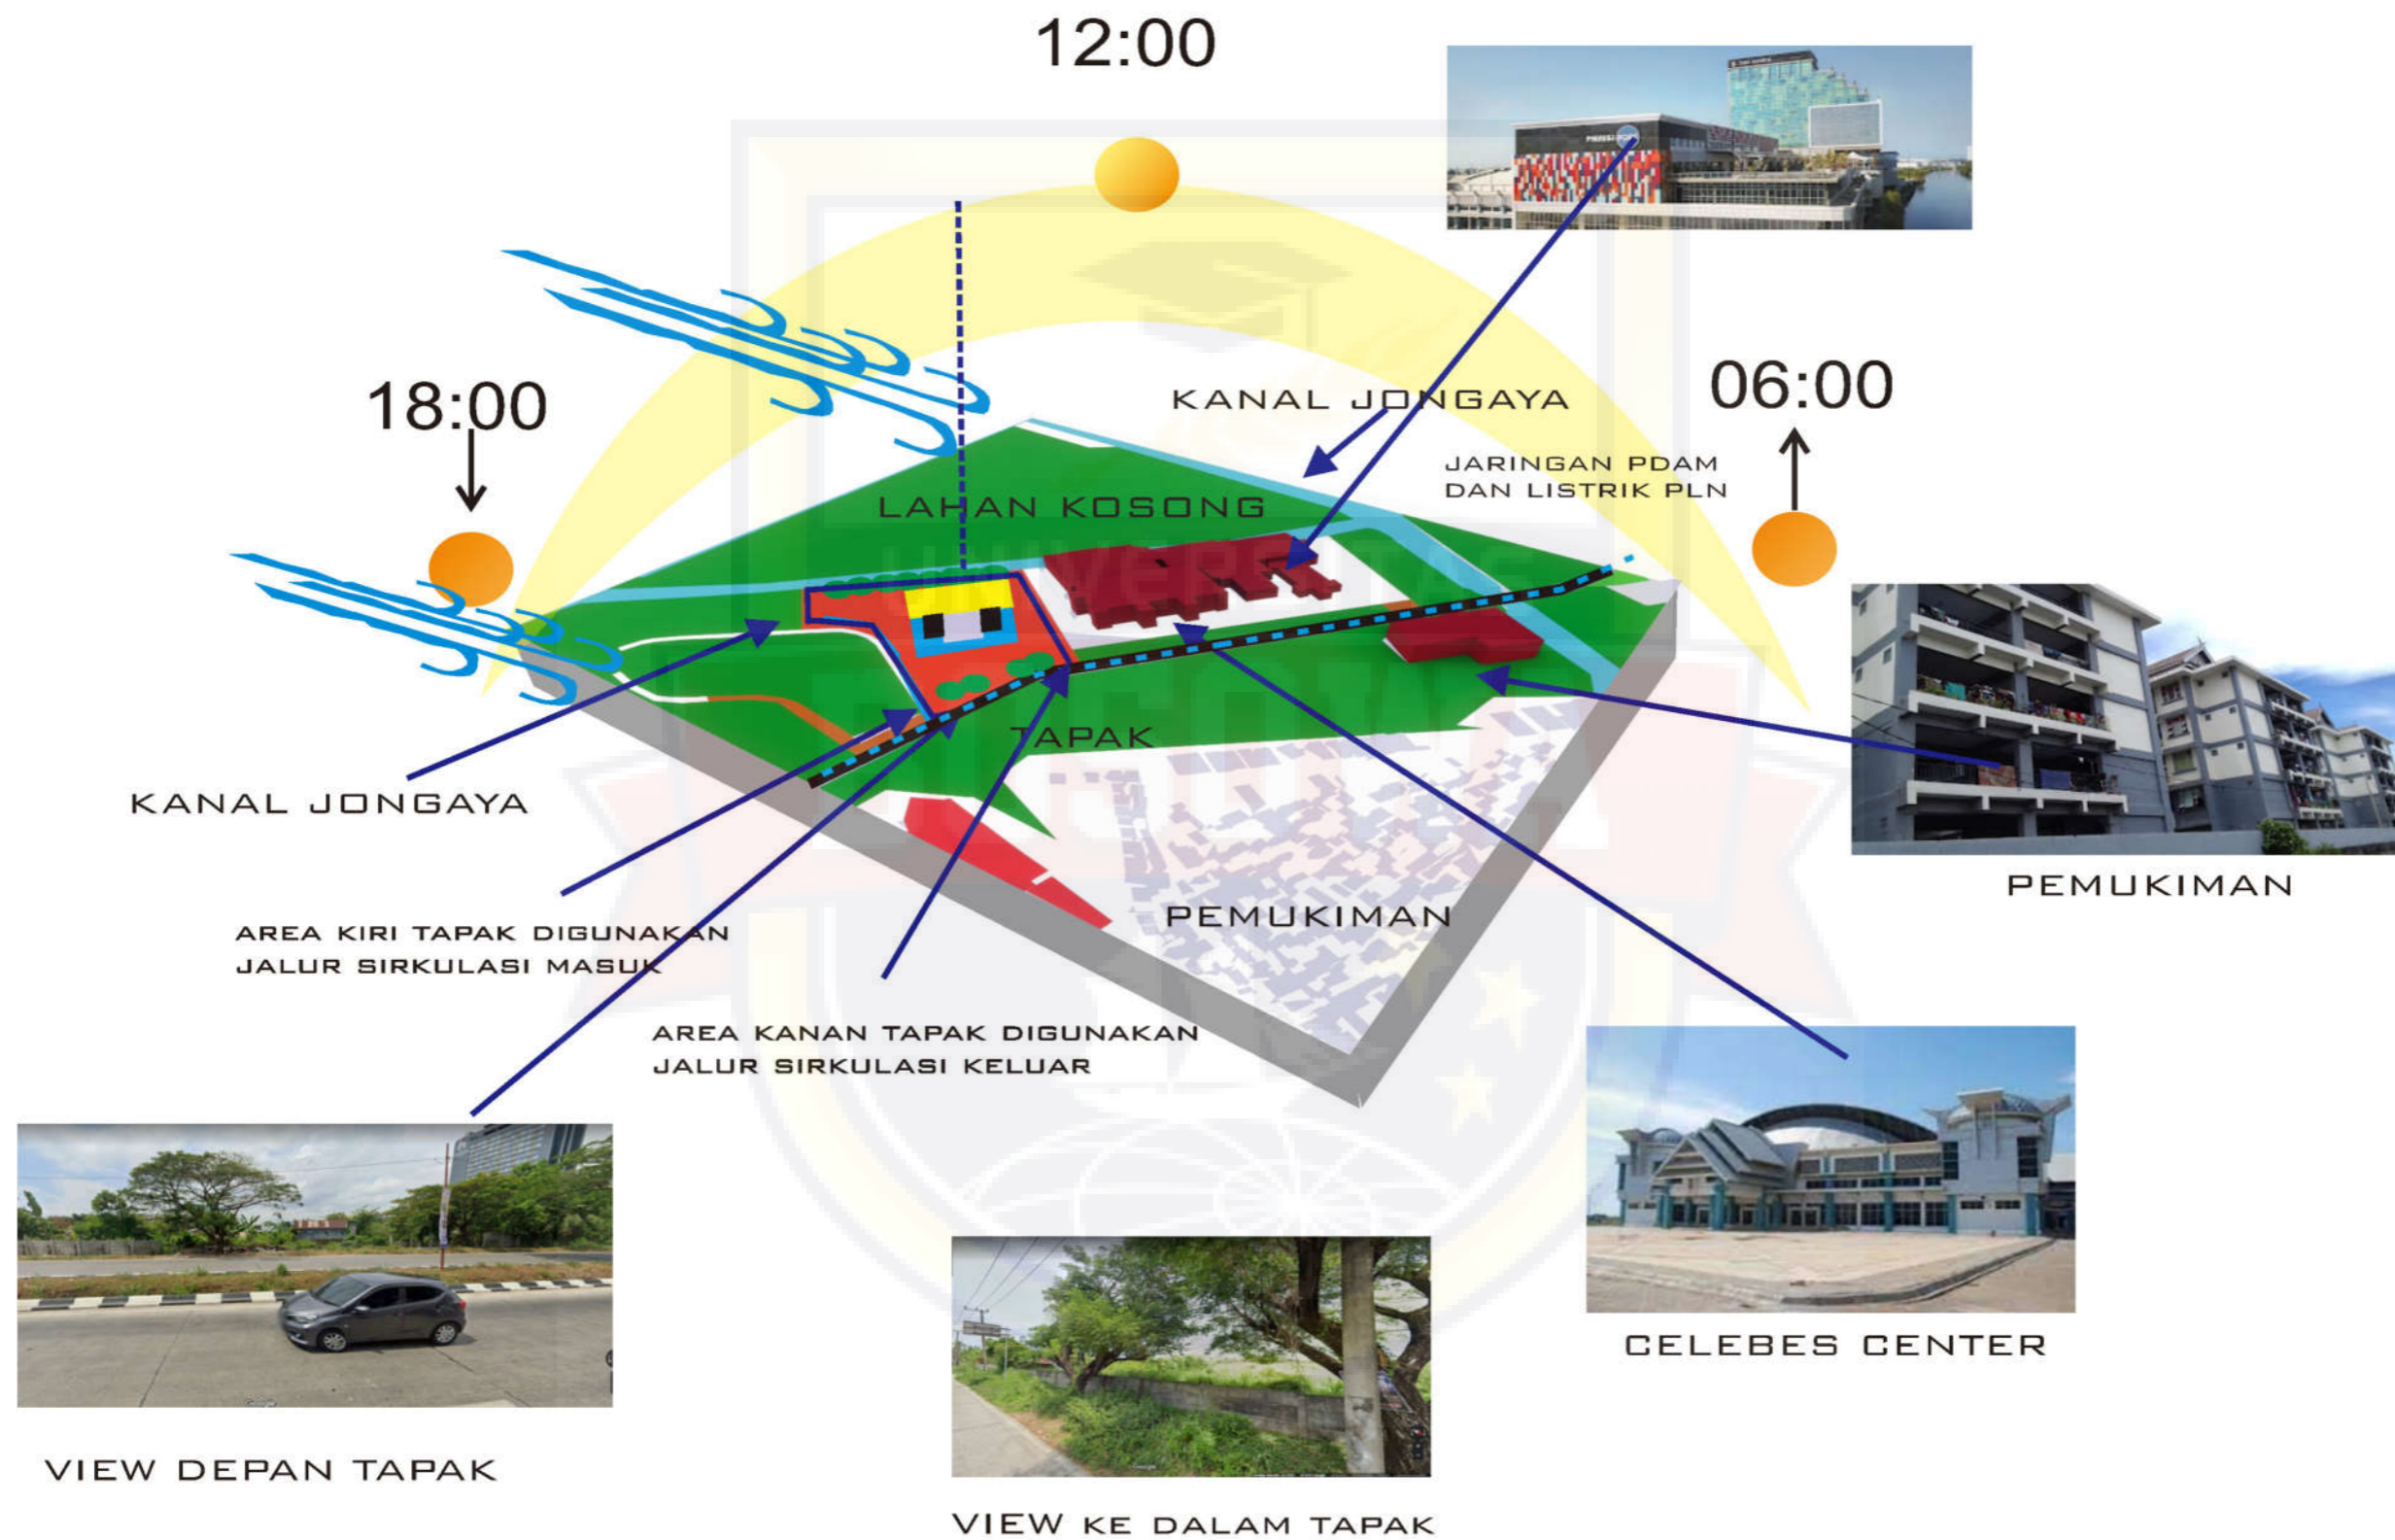 12:00
18:00
KANAL JONGAYA
06:00
JARINGAN PDAM
DAN LISTRIK PLN
LAHAN KOSONG
UNIVERSITAS
BOSOWA
TAPAK
KANAL JONGAYA
PEMUKIMAN
PEMUKIMAN
AREA KIRI TAPAK DIGUNAKAN
JALUR SIRKULASI MASUK
AREA KANAN TAPAK DIGUNAKAN
JALUR SIRKULASI KELUAR
CELEBES CENTER
VIEW DEPAN TAPAK
VIEW KE DALAM TAPAK